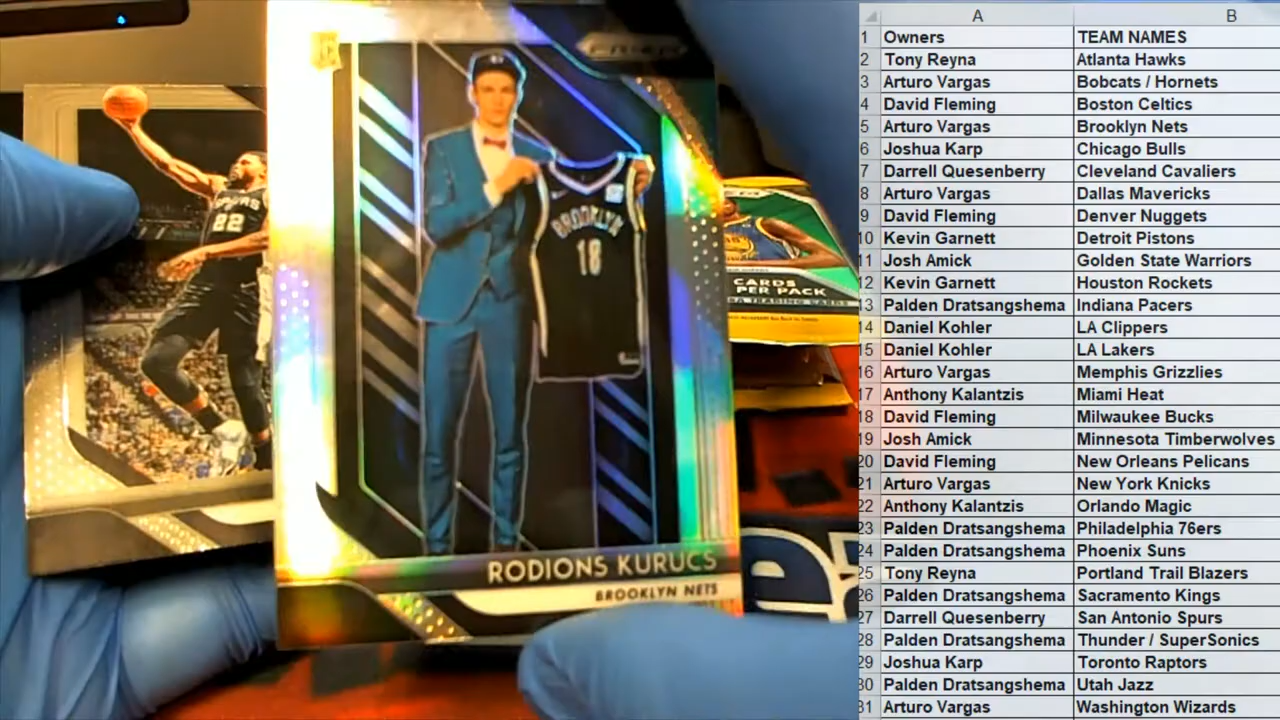 PRIZM
RC
SPURS
22
BROOKLYN
18
CARDS
PER PACK
RODIONS KURUCS
BROOKLYN NETS
A B
1 Owners TEAM NAMES
2 Tony Reyna Atlanta Hawks
3 Arturo Vargas Bobcats / Hornets
4 David Fleming Boston Celtics
5 Arturo Vargas Brooklyn Nets
6 Joshua Karp Chicago Bulls
7 Darrell Quesenberry Cleveland Cavaliers
8 Arturo Vargas Dallas Mavericks
9 David Fleming Denver Nuggets
10 Kevin Garnett Detroit Pistons
11 Josh Amick Golden State Warriors
12 Kevin Garnett Houston Rockets
13 Palden Dratsangshema Indiana Pacers
14 Daniel Kohler LA Clippers
15 Daniel Kohler LA Lakers
16 Arturo Vargas Memphis Grizzlies
17 Anthony Kalantzis Miami Heat
18 David Fleming Milwaukee Bucks
19 Josh Amick Minnesota Timberwolves
20 David Fleming New Orleans Pelicans
21 Arturo Vargas New York Knicks
22 Anthony Kalantzis Orlando Magic
23 Palden Dratsangshema Philadelphia 76ers
24 Palden Dratsangshema Phoenix Suns
25 Tony Reyna Portland Trail Blazers
26 Palden Dratsangshema Sacramento Kings
27 Darrell Quesenberry San Antonio Spurs
28 Palden Dratsangshema Thunder / SuperSonics
29 Joshua Karp Toronto Raptors
30 Palden Dratsangshema Utah Jazz
31 Arturo Vargas Washington Wizards